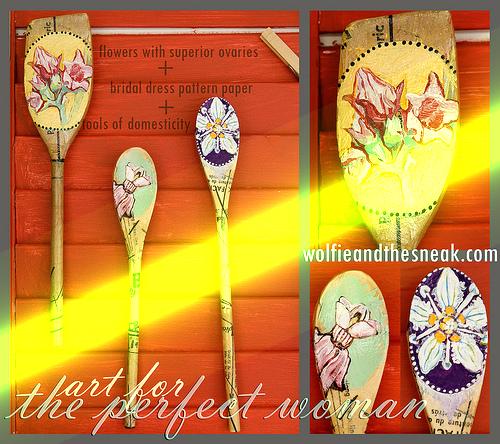 flowers with superior ovaries
+
bridal dress pattern paper
+
tools of domesticity
wolfieandthesneak.com
art for
the perfect woman